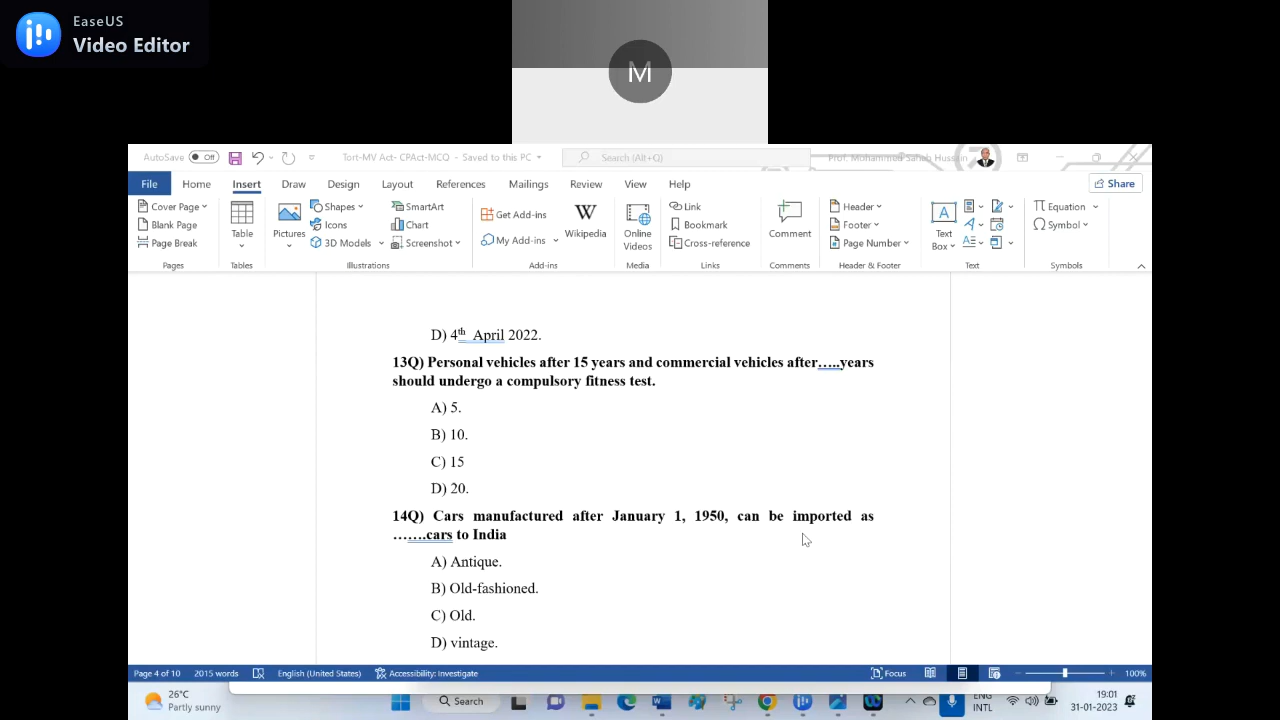 EaseUS
Video Editor
M
AutoSave Off Tort-MV Act- CPAct-MCQ - Saved to this PC Search (Alt+Q) Prof. Mohammed Saheb Hussain
File Home Insert Draw Design Layout References Mailings Review View Help Share
Cover Page
Blank Page
Page Break
Pages
Table
Tables
Pictures
Shapes
Icons
3D Models
SmartArt
Chart
Screenshot
Illustrations
Get Add-ins
My Add-ins
Wikipedia
Add-ins
Online
Videos
Media
Link
Bookmark
Cross-reference
Links
Comment
Comments
Header
Footer
Page Number
Header & Footer
A
Text
Box
Text
Equation
Symbol
Symbols
D) 4th April 2022.
13Q) Personal vehicles after 15 years and commercial vehicles after…..years
should undergo a compulsory fitness test.
A) 5.
B) 10.
C) 15
D) 20.
14Q) Cars manufactured after January 1, 1950, can be imported as
…….cars to India
A) Antique.
B) Old-fashioned.
C) Old.
D) vintage.
Page 4 of 10 2015 words English (United States) Accessibility: Investigate Focus 100%
26°C
Partly sunny
Search
ENG
INTL
19:01
31-01-2023